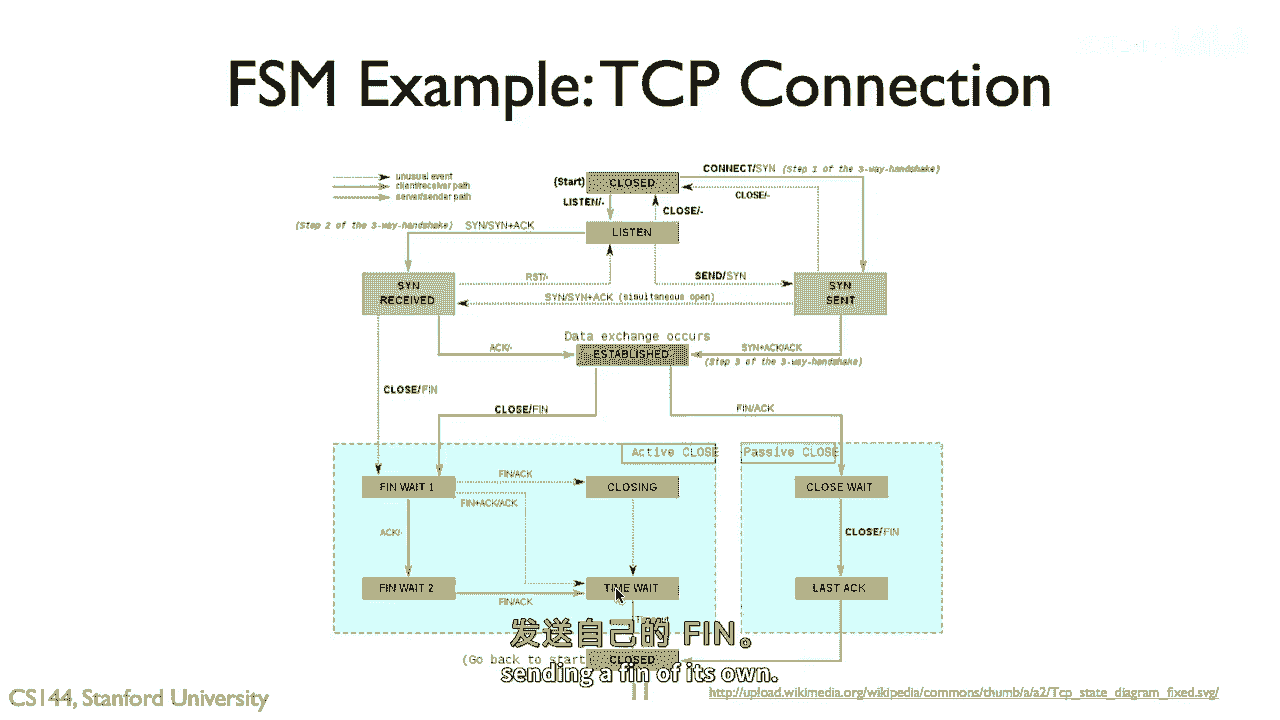 FSM Example: TCP Connection
unusual event
client/receiver path
server/sender path
(Start)
CLOSED
CONNECT/SYN (Step 1 of the 3-way-handshake)
CLOSE/-
LISTEN/-
CLOSE/-
(Step 2 of the 3-way-handshake) SYN/SYN+ACK
LISTEN
SYN
RECEIVED
RST/-
SEND/SYN
SYN
SENT
SYN/SYN+ACK (simultaneous open)
Data exchange occurs
ACK/-
ESTABLISHED
SYN+ACK/ACK
(Step 3 of the 3-way-handshake)
CLOSE/FIN
CLOSE/FIN
FIN/ACK
Active CLOSE
Passive CLOSE
FIN WAIT 1
FIN/ACK
CLOSING
CLOSE WAIT
FIN+ACK/ACK
ACK/-
CLOSE/FIN
FIN WAIT 2
FIN/ACK
TIME WAIT
LAST ACK
发送自己的 FIN。
(Go back to start
CLOSED
sending a fin of its own.
CS144, Stanford University
11
http://upload.wikimedia.org/wikipedia/commons/thumb/a/a2/Tcp_state_diagram_fixed.svg/